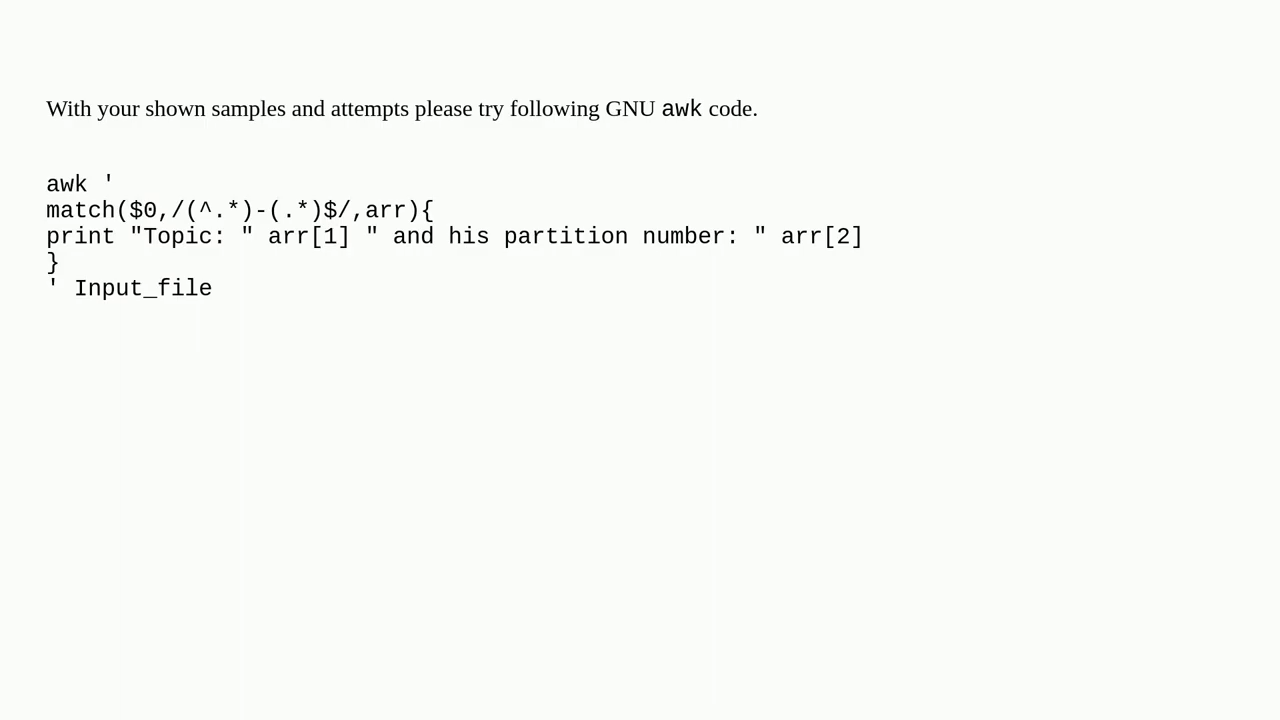 With your shown samples and attempts please try following GNU awk code.
awk '
match($0,/(^.*)-(.*)$/,arr){
print "Topic: " arr[1] " and his partition number: " arr[2]
}
' Input_file